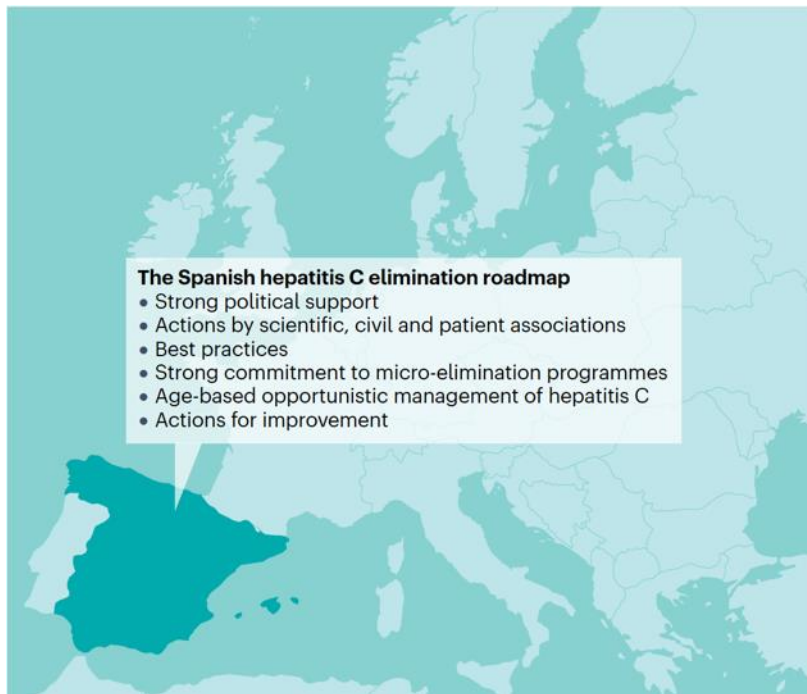 The Spanish hepatitis C elimination roadmap
• Strong political support
• Actions by scientific, civil and patient associations
• Best practices
• Strong commitment to micro-elimination programmes
• Age-based opportunistic management of hepatitis C
• Actions for improvement